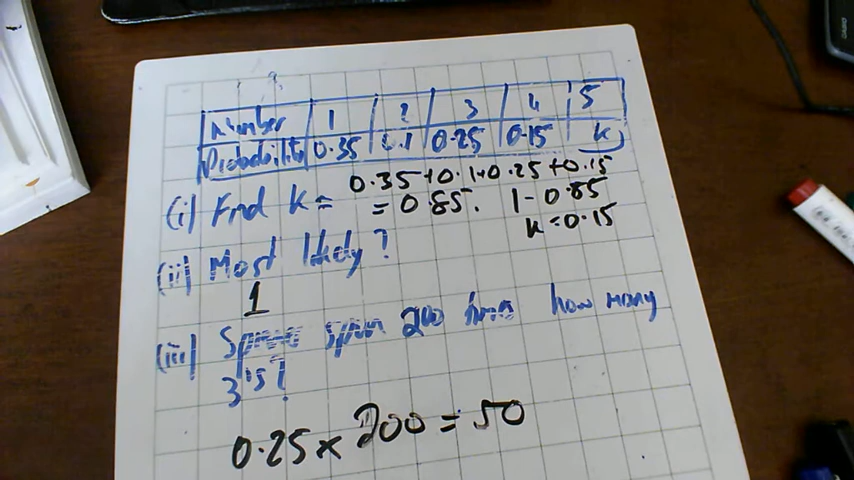 Number 1 2 3 4 5
Probability 0.35 0.1 0.25 0.15 k
0.35+0.1+0.25+0.15
(i) Find k = = 0.85. 1-0.85
k=0.15
(ii) Most likely?
1
(iii) spun 200 times how many
3's?
0.25 x 200 = 50